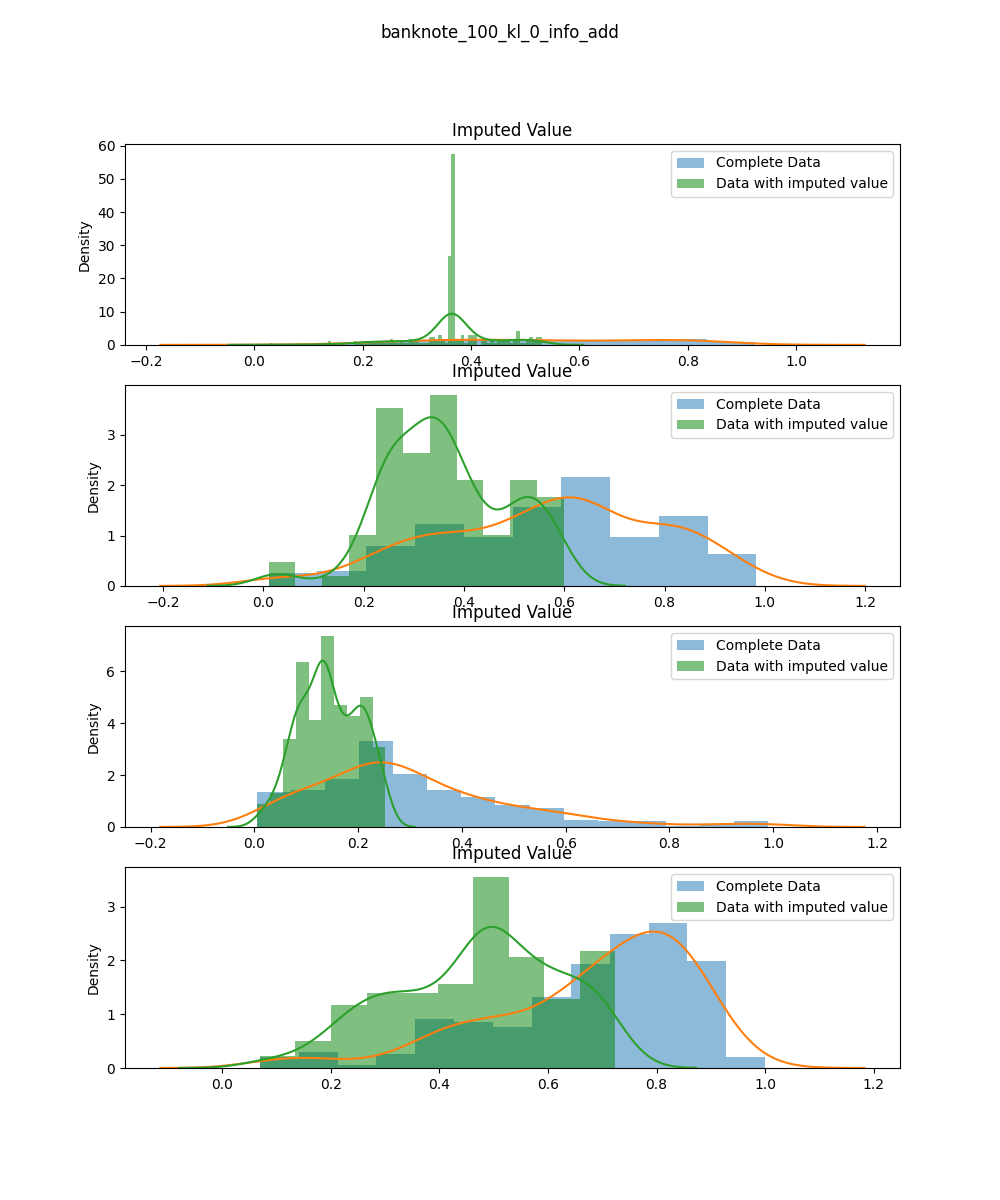 banknote_100_kl_0_info_add
Imputed Value
60
50
40
30
20
10
0
Density
Complete Data
Data with imputed value
−0.2 0.0 0.2 0.4 0.6 0.8 1.0
Imputed Value
3
2
1
0
Density
Complete Data
Data with imputed value
−0.2 0.0 0.2 0.4 0.6 0.8 1.0 1.2
Imputed Value
6
4
2
0
Density
Complete Data
Data with imputed value
−0.2 0.0 0.2 0.4 0.6 0.8 1.0 1.2
Imputed Value
3
2
1
0
Density
Complete Data
Data with imputed value
0.0 0.2 0.4 0.6 0.8 1.0 1.2